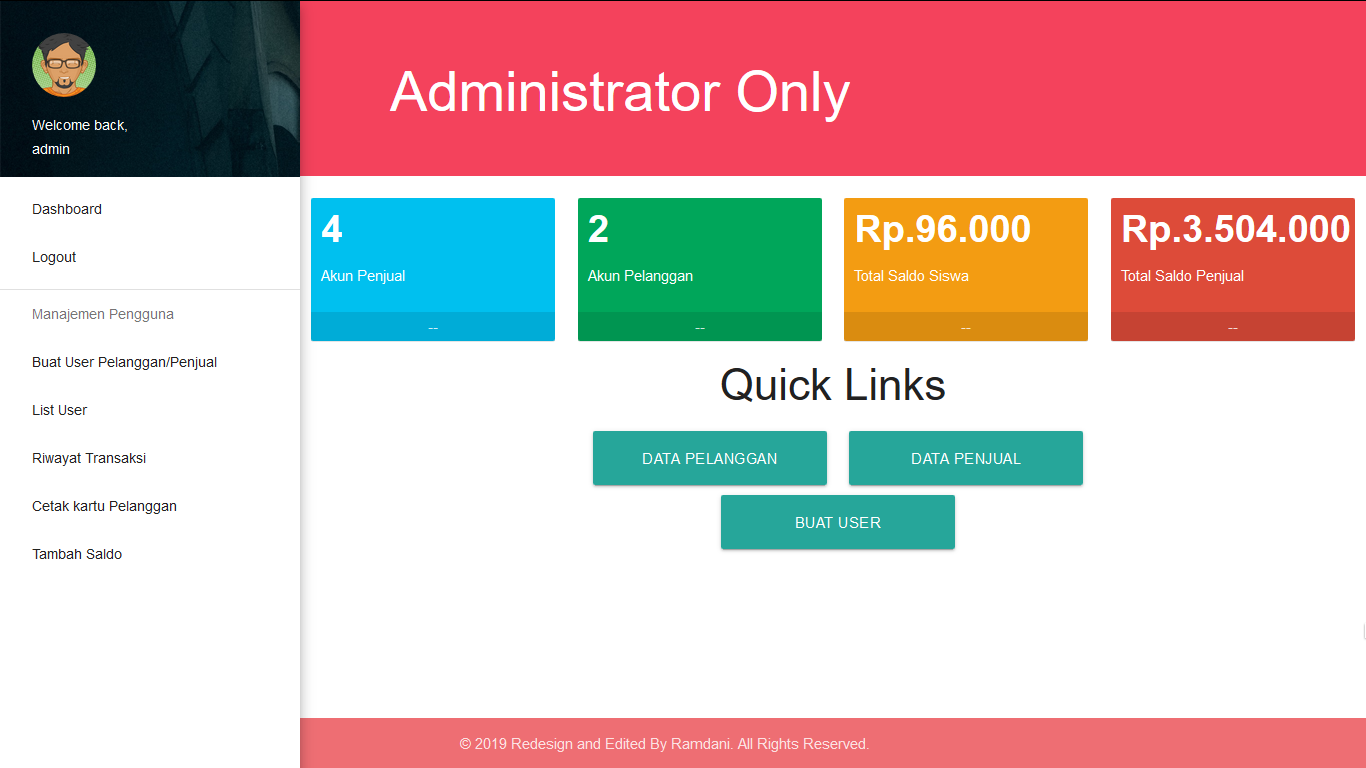 Welcome back,
admin
Dashboard
Logout
Manajemen Pengguna
Buat User Pelanggan/Penjual
List User
Riwayat Transaksi
Cetak kartu Pelanggan
Tambah Saldo
Administrator Only
4
Akun Penjual
--
2
Akun Pelanggan
--
Rp.96.000
Total Saldo Siswa
--
Rp.3.504.000
Total Saldo Penjual
--
Quick Links
DATA PELANGGAN
DATA PENJUAL
BUAT USER
© 2019 Redesign and Edited By Ramdani. All Rights Reserved.